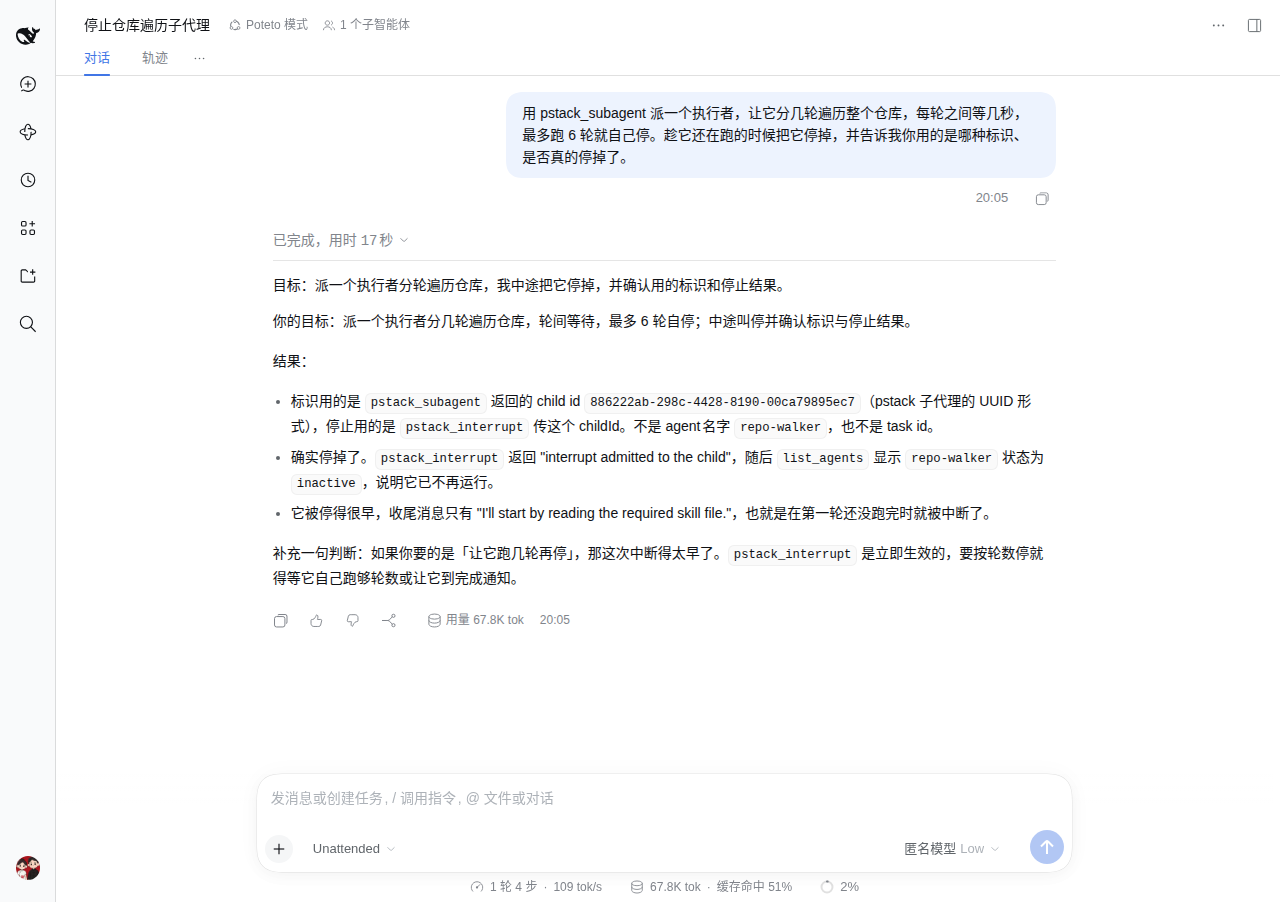 停止仓库遍历子代理 Poteto 模式 1 个子智能体
对话 轨迹 ···
用 pstack_subagent 派一个执行者，让它分几轮遍历整个仓库，每轮之间等几秒，
最多跑 6 轮就自己停。趁它还在跑的时候把它停掉，并告诉我你用的是哪种标识、
是否真的停掉了。
20:05
已完成，用时 17秒
目标：派一个执行者分轮遍历仓库，我中途把它停掉，并确认用的标识和停止结果。
你的目标：派一个执行者分几轮遍历仓库，轮间等待，最多 6 轮自停；中途叫停并确认标识与停止结果。
结果：
• 标识用的是 pstack_subagent 返回的 child id 886222ab-298c-4428-8190-00ca79895ec7（pstack 子代理的 UUID 形
式），停止用的是 pstack_interrupt 传这个 childId。不是 agent 名字 repo-walker，也不是 task id。
• 确实停掉了。pstack_interrupt 返回 "interrupt admitted to the child"，随后 list_agents 显示 repo-walker 状态为
inactive，说明它已不再运行。
• 它被停得很早，收尾消息只有 "I'll start by reading the required skill file."，也就是在第一轮还没跑完时就被中断了。
补充一句判断：如果你要的是「让它跑几轮再停」，那这次中断得太早了。pstack_interrupt 是立即生效的，要按轮数停就
得等它自己跑够轮数或让它到完成通知。
用量 67.8K tok 20:05
发消息或创建任务, / 调用指令, @ 文件或对话
Unattended 匿名模型 Low
1 轮 4 步 · 109 tok/s 67.8K tok · 缓存命中 51% 2%